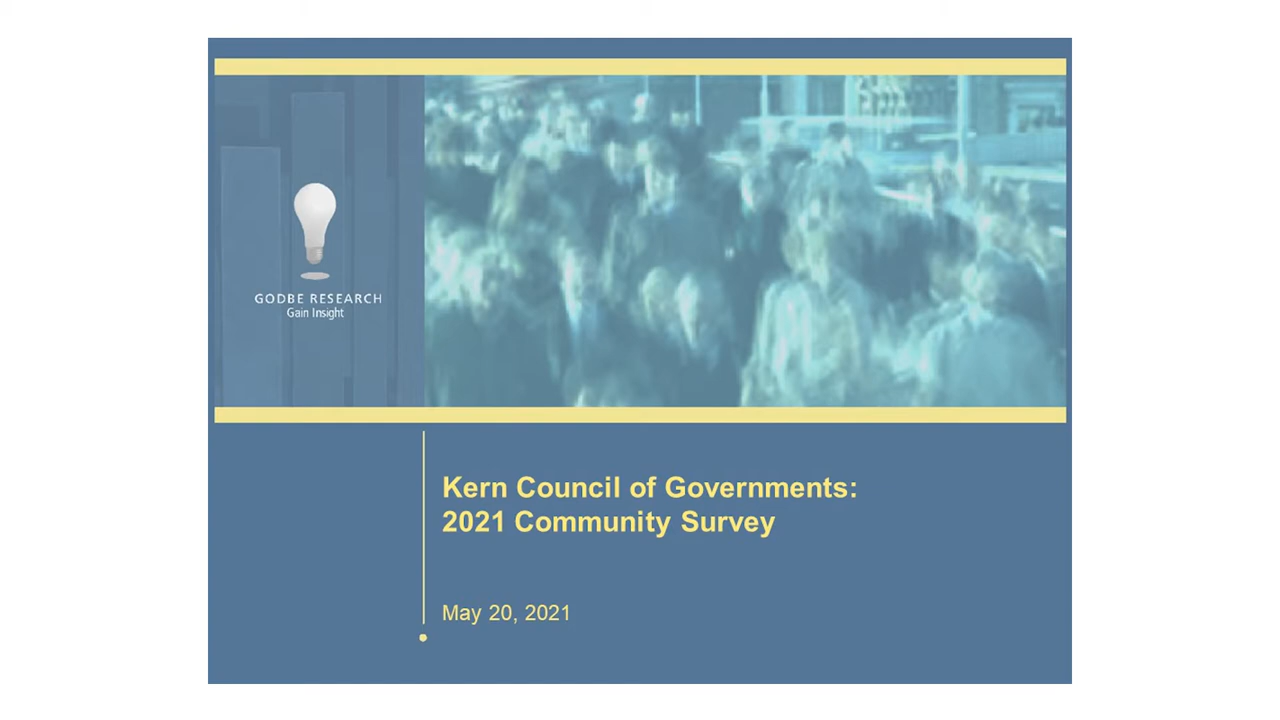 GODBE RESEARCH
Gain Insight
Kern Council of Governments:
2021 Community Survey
May 20, 2021